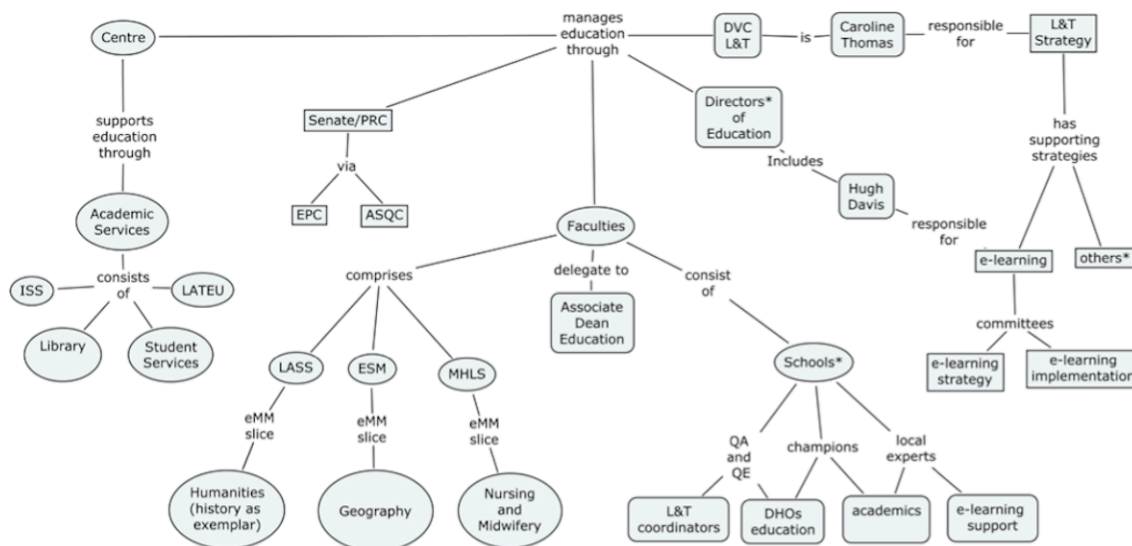 Centre
manages
education
through
DVC
L&T
is
Caroline
Thomas
responsible
for
L&T
Strategy
supports
education
through
Senate/PRC
via
EPC
ASQC
Directors*
of
Education
Includes
Hugh
Davis
responsible
for
has
supporting
strategies
e-learning
others*
committees
e-learning
strategy
e-learning
implementation
Academic
Services
consists
of
ISS
LATEU
Library
Student
Services
Faculties
comprises
delegate to
Associate
Dean
Education
consist
of
LASS
ESM
MHLS
eMM
slice
eMM
slice
eMM
slice
Humanities
(history as
exemplar)
Geography
Nursing
and
Midwifery
Schools*
QA
and
QE
champions
local
experts
L&T
coordinators
DHOs
education
academics
e-learning
support